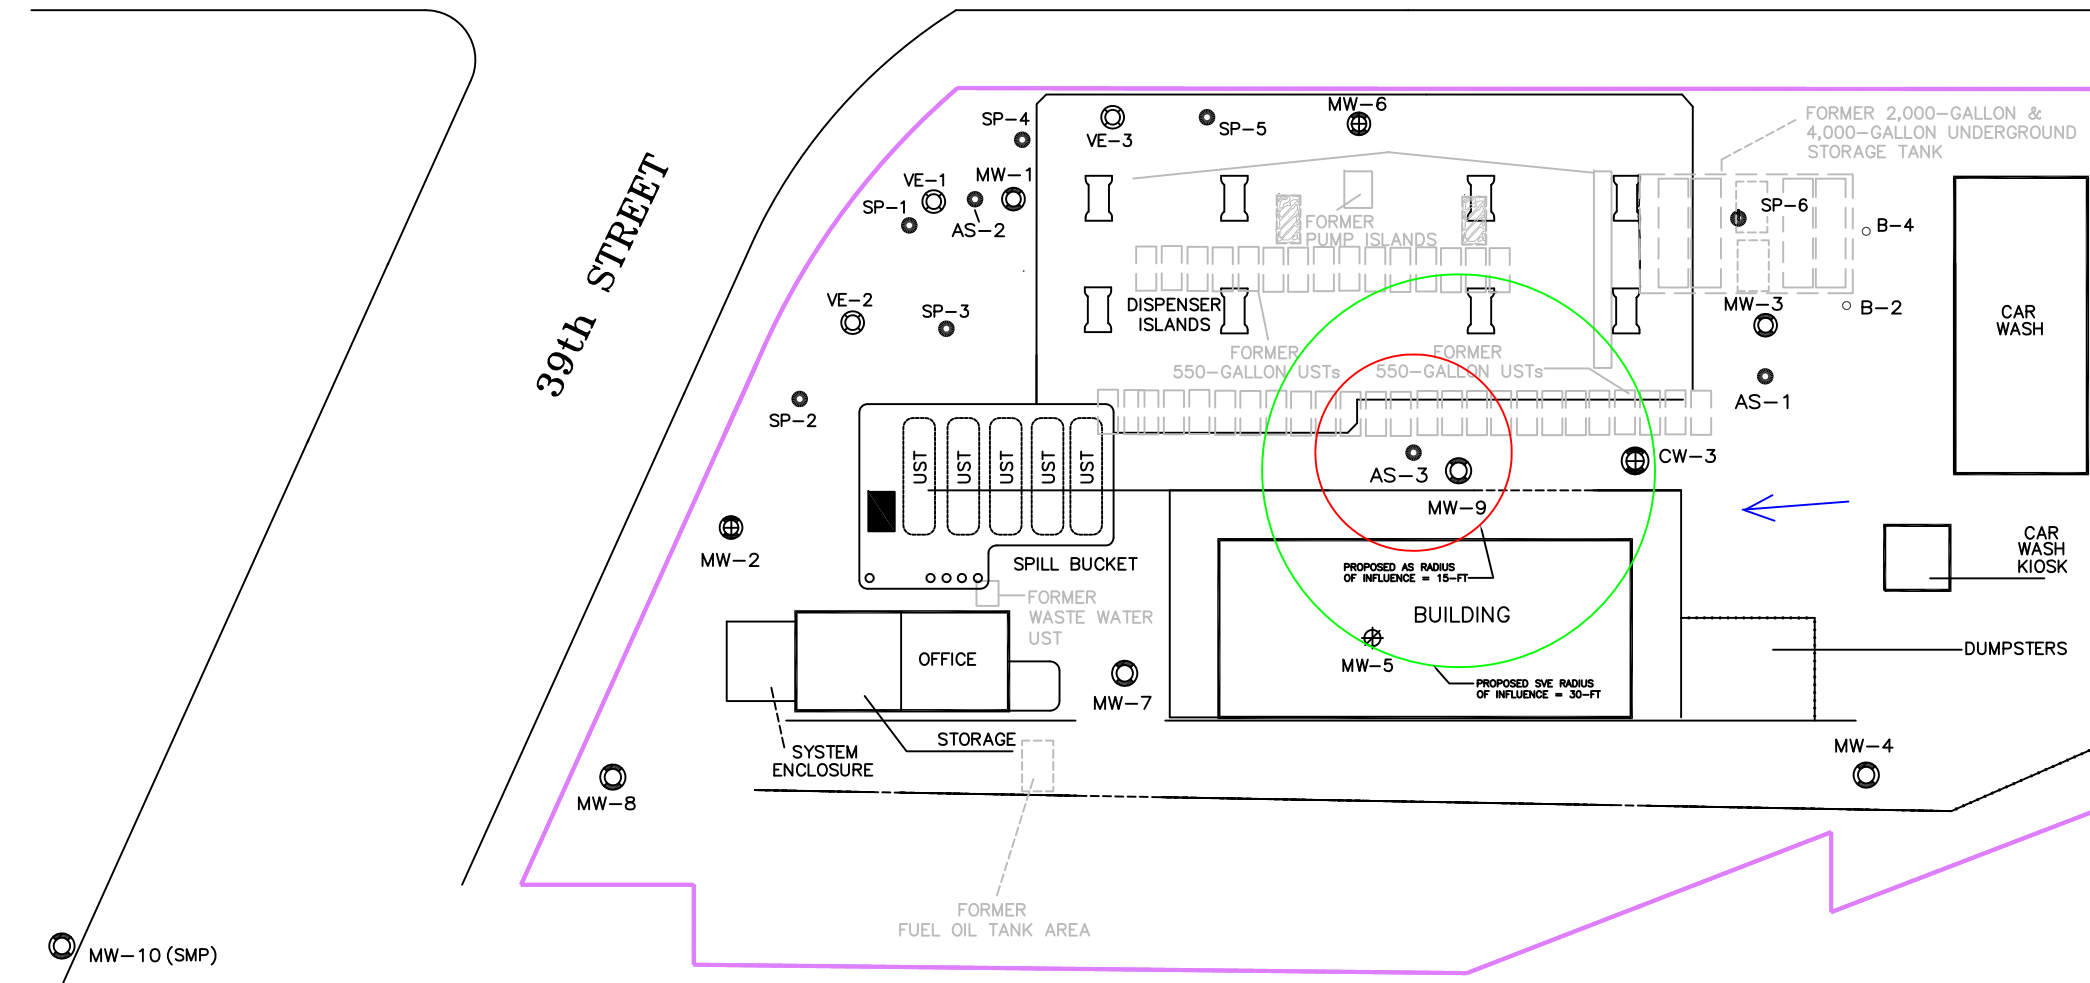 39th STREET
SP-4
VE-3
SP-5
MW-6
FORMER 2,000-GALLON &
4,000-GALLON UNDERGROUND
STORAGE TANK
VE-1
MW-1
SP-1
AS-2
FORMER
PUMP ISLANDS
SP-6
B-4
VE-2
SP-3
DISPENSER
ISLANDS
MW-3
B-2
CAR
WASH
FORMER
550-GALLON USTs
FORMER
550-GALLON USTs
SP-2
AS-1
UST
UST
UST
UST
UST
AS-3
CW-3
MW-9
MW-2
SPILL BUCKET
PROPOSED AS RADIUS
OF INFLUENCE = 15-FT
CAR
WASH
KIOSK
FORMER
WASTE WATER
UST
BUILDING
OFFICE
MW-5
DUMPSTERS
MW-7
PROPOSED SVE RADIUS
OF INFLUENCE = 30-FT
STORAGE
SYSTEM
ENCLOSURE
MW-4
MW-8
FORMER
FUEL OIL TANK AREA
MW-10(SMP)